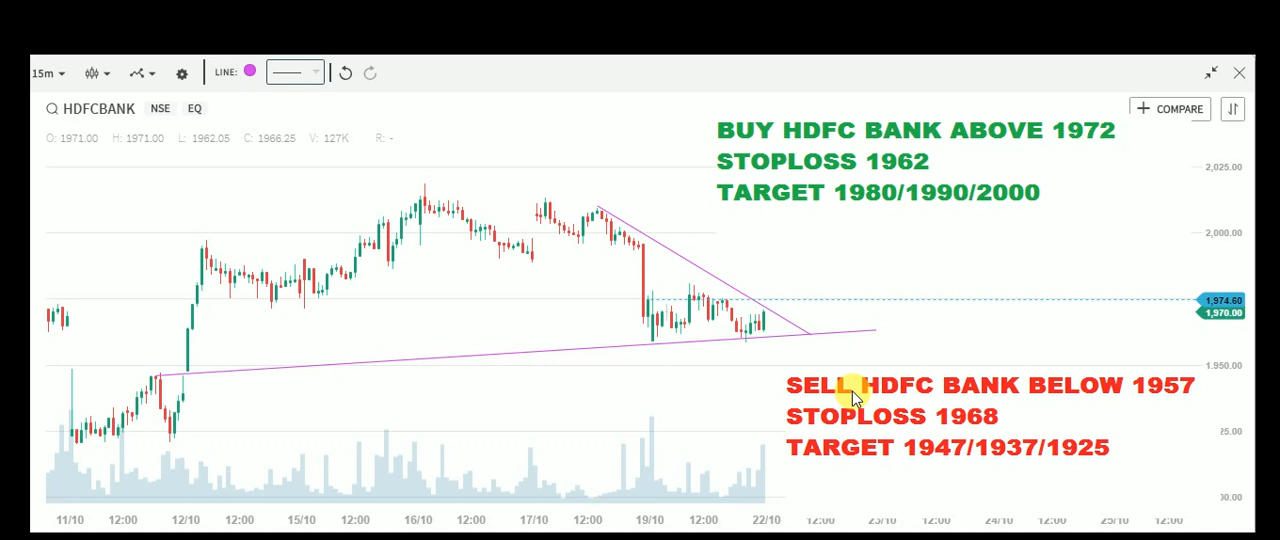 15m
LINE:
HDFCBANK NSE EQ
COMPARE
O: 1971.00 H: 1971.00 L: 1962.05 C: 1966.25 V: 127K R: -
BUY HDFC BANK ABOVE 1972
STOPLOSS 1962
TARGET 1980/1990/2000
2,025.00
2,000.00
1,974.60
1,970.00
1,950.00
SELL HDFC BANK BELOW 1957
STOPLOSS 1968
TARGET 1947/1937/1925
25.00
00.00
11/10 12:00 12/10 12:00 15/10 12:00 16/10 12:00 17/10 12:00 19/10 12:00 22/10 12:00 23/10 12:00 24/10 12:00 25/10 12:00